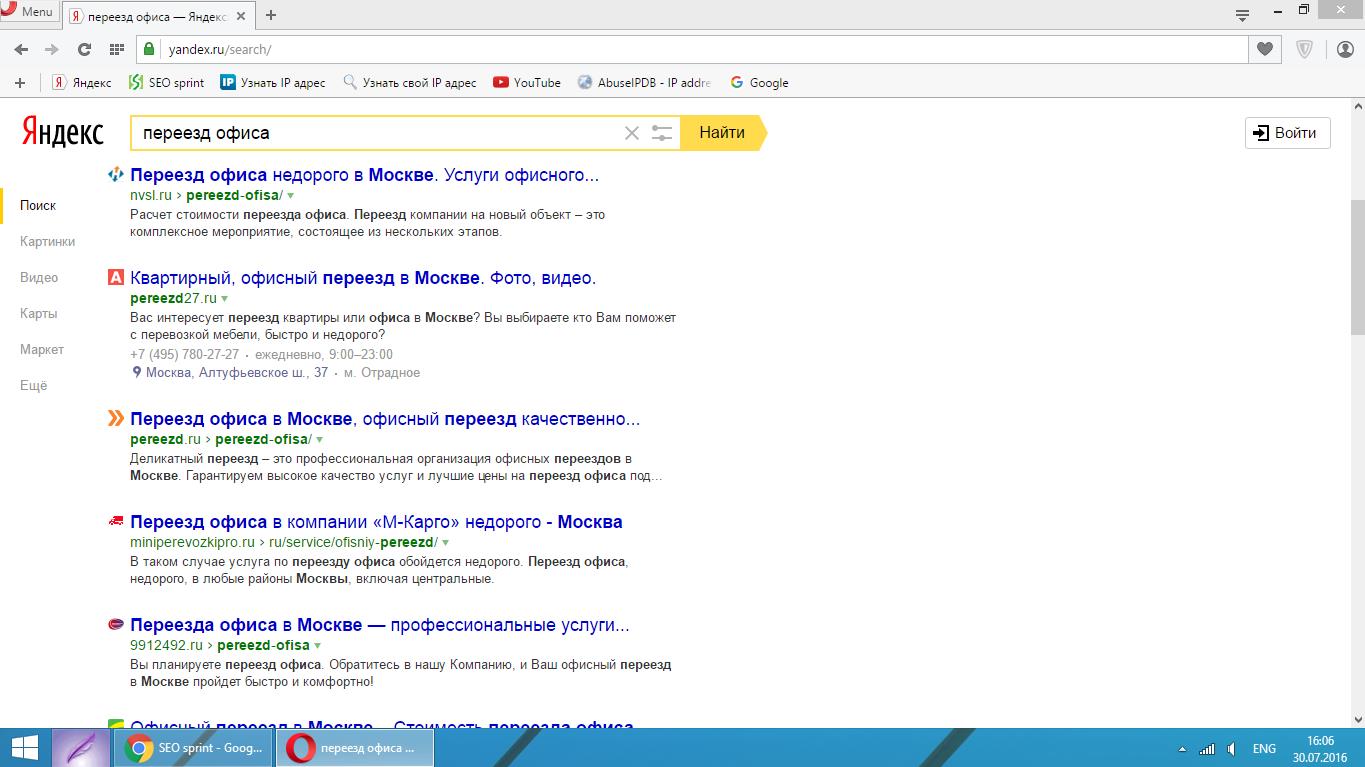 Menu
переезд офиса — Яндекс
yandex.ru/search/
Яндекс SEO sprint Узнать IP адрес Узнать свой IP адрес YouTube AbuseIPDB - IP addre Google
Яндекс переезд офиса Найти Войти
Поиск
Картинки
Видео
Карты
Маркет
Ещё
Переезд офиса недорого в Москве. Услуги офисного...
nvsl.ru › pereezd-ofisa/
Расчет стоимости переезда офиса. Переезд компании на новый объект – это
комплексное мероприятие, состоящее из нескольких этапов.
Квартирный, офисный переезд в Москве. Фото, видео.
pereezd27.ru
Вас интересует переезд квартиры или офиса в Москве? Вы выбираете кто Вам поможет
с перевозкой мебели, быстро и недорого?
+7 (495) 780-27-27 · ежедневно, 9:00–23:00
Москва, Алтуфьевское ш., 37 · м. Отрадное
Переезд офиса в Москве, офисный переезд качественно...
pereezd.ru › pereezd-ofisa/
Деликатный переезд – это профессиональная организация офисных переездов в
Москве. Гарантируем высокое качество услуг и лучшие цены на переезд офиса под...
Переезд офиса в компании «М-Карго» недорого - Москва
miniperevozkipro.ru › ru/service/ofisniy-pereezd/
В таком случае услуга по переезду офиса обойдется недорого. Переезд офиса,
недорого, в любые районы Москвы, включая центральные.
Переезда офиса в Москве — профессиональные услуги...
9912492.ru › pereezd-ofisa
Вы планируете переезд офиса. Обратитесь в нашу Компанию, и Ваш офисный переезд
в Москве пройдет быстро и комфортно!
Офисный переезд в Москве... Стоимость переезда офиса
SEO sprint - Goog... переезд офиса ... ENG 16:06
30.07.2016